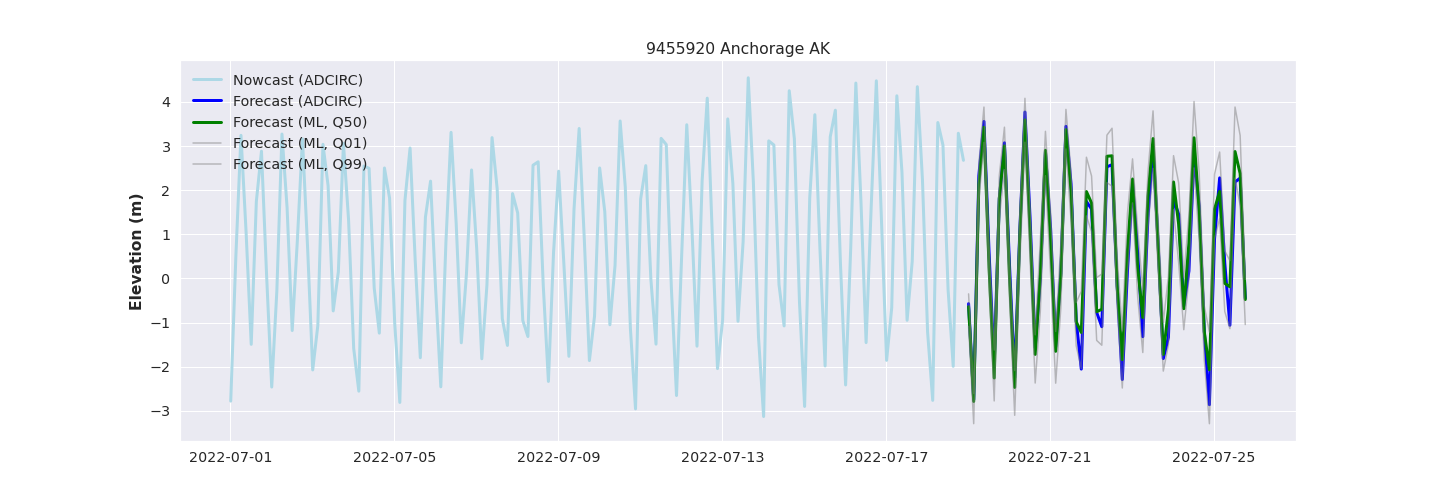 9455920 Anchorage AK
Nowcast (ADCIRC)
Forecast (ADCIRC)
Forecast (ML, Q50)
Forecast (ML, Q01)
Forecast (ML, Q99)
Elevation (m)
4
3
2
1
0
−1
−2
−3
2022-07-01
2022-07-05
2022-07-09
2022-07-13
2022-07-17
2022-07-21
2022-07-25